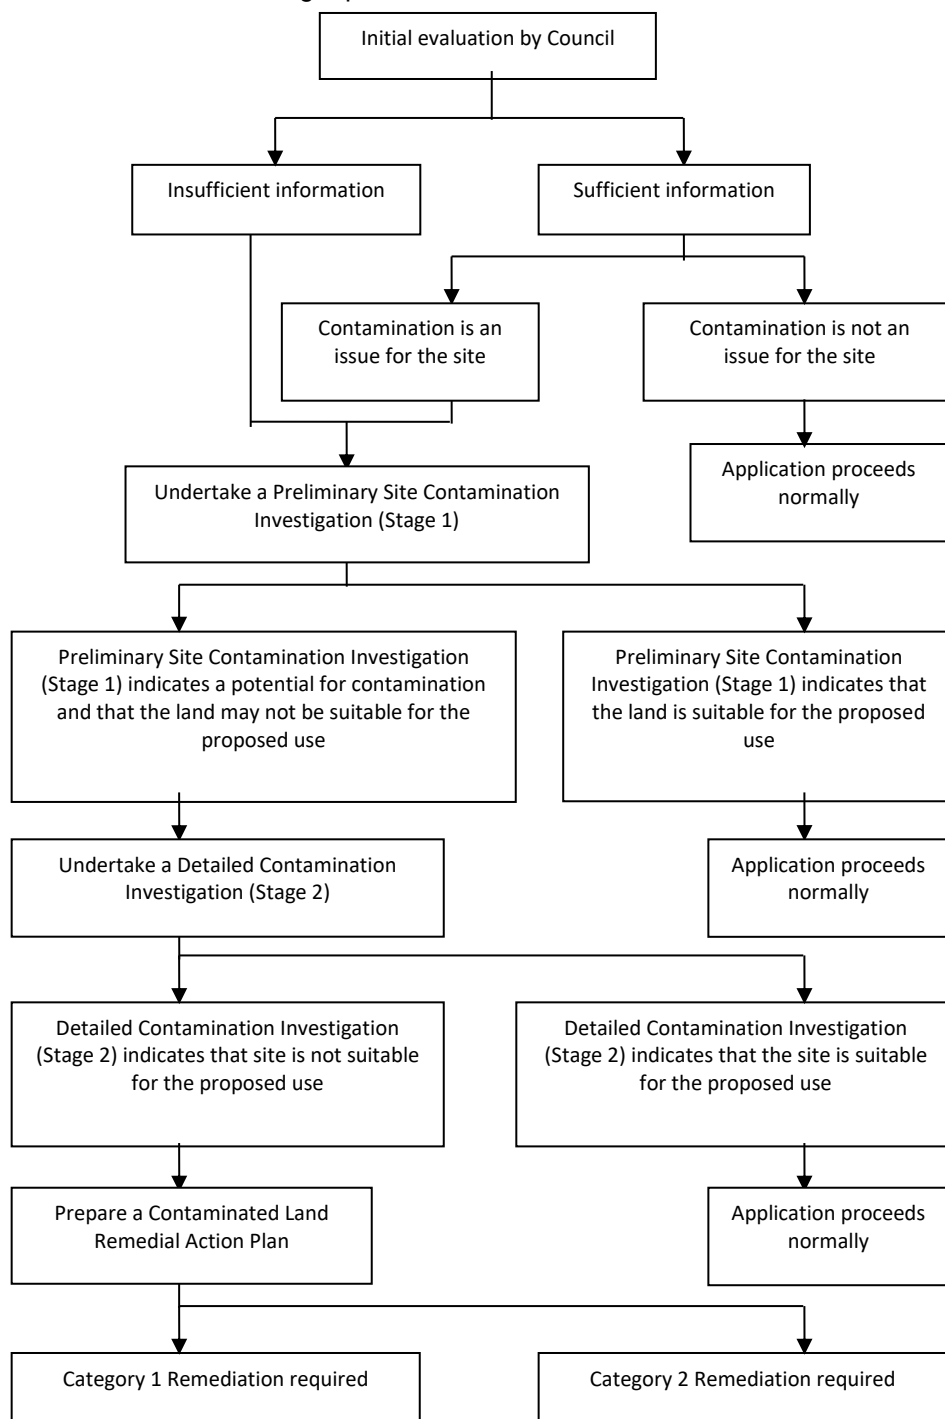 Initial evaluation by Council
Insufficient information
Sufficient information
Contamination is an
issue for the site
Contamination is not an
issue for the site
Application proceeds
normally
Undertake a Preliminary Site Contamination
Investigation (Stage 1)
Preliminary Site Contamination Investigation
(Stage 1) indicates a potential for contamination
and that the land may not be suitable for the
proposed use
Preliminary Site Contamination
Investigation (Stage 1) indicates that
the land is suitable for the proposed
use
Undertake a Detailed Contamination
Investigation (Stage 2)
Application proceeds
normally
Detailed Contamination Investigation
(Stage 2) indicates that site is not suitable
for the proposed use
Detailed Contamination Investigation
(Stage 2) indicates that the site is suitable
for the proposed use
Prepare a Contaminated Land
Remedial Action Plan
Application proceeds
normally
Category 1 Remediation required
Category 2 Remediation required